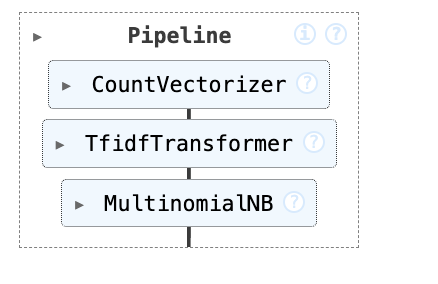 Pipeline i ?
CountVectorizer ?
TfidfTransformer ?
MultinomialNB ?